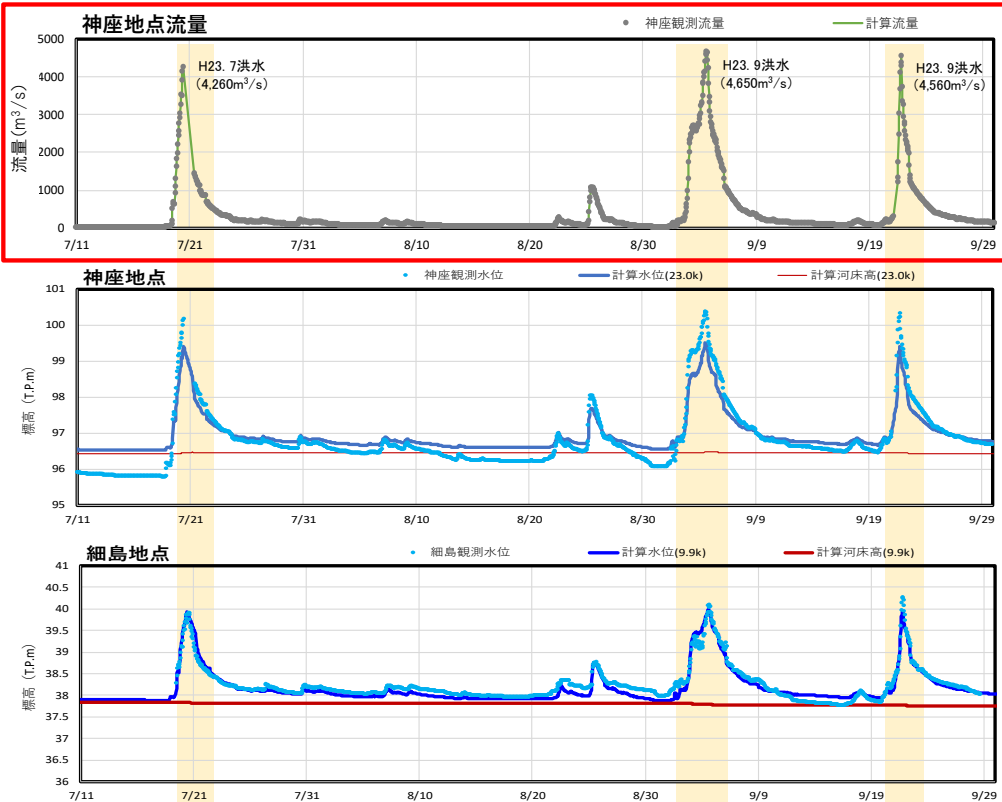 神座地点流量
神座観測流量
計算流量
H23. 7洪水
(4,260m³/s)
H23. 9洪水
(4,650m³/s)
H23. 9洪水
(4,560m³/s)
流量(m³/s)
5000
4000
3000
2000
1000
0
7/11 7/21 7/31 8/10 8/20 8/30 9/9 9/19 9/29
神座地点
神座観測水位
計算水位(23.0k)
計算河床高(23.0k)
標高 (T.P.m)
101
100
99
98
97
96
95
7/11 7/21 7/31 8/10 8/20 8/30 9/9 9/19 9/29
細島地点
細島観測水位
計算水位(9.9k)
計算河床高(9.9k)
標高 (T.P.m)
41
40.5
40
39.5
39
38.5
38
37.5
37
36.5
36
7/11 7/21 7/31 8/10 8/20 8/30 9/9 9/19 9/29